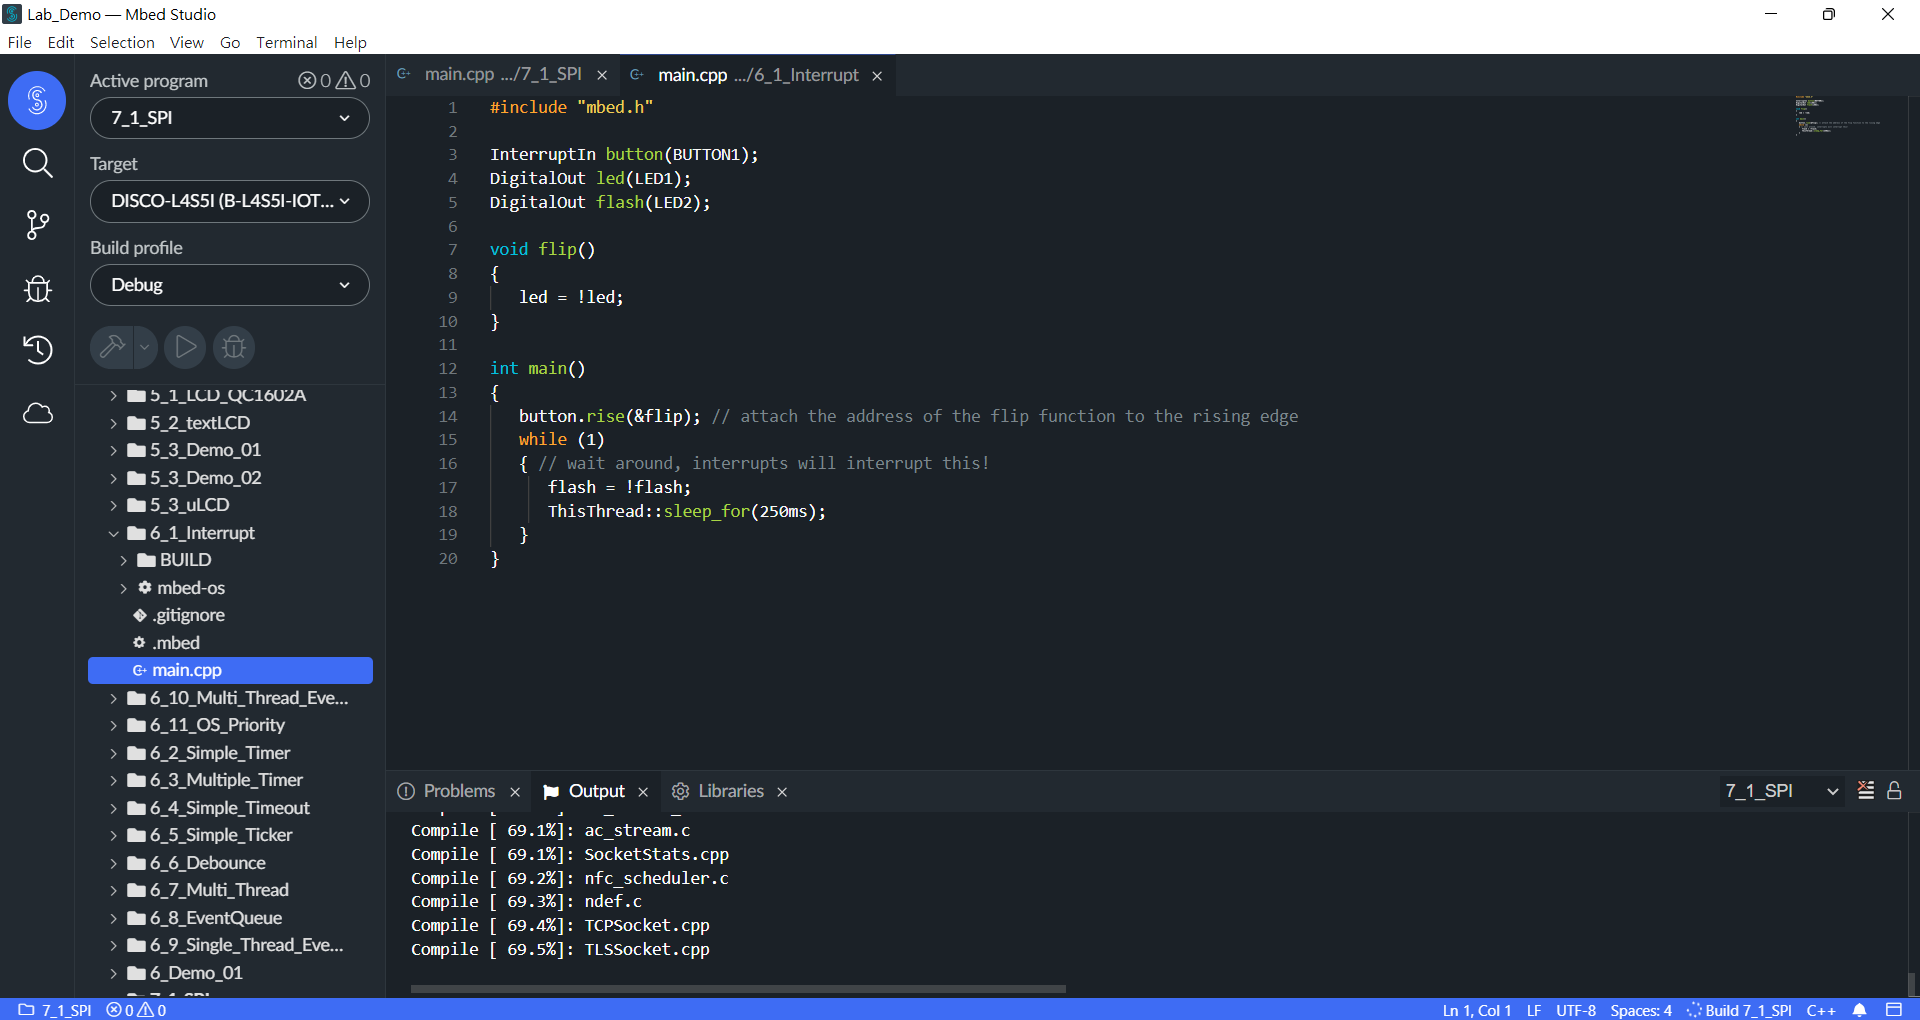 Lab_Demo — Mbed Studio
File Edit Selection View Go Terminal Help
Active program 0 0
7_1_SPI
Target
DISCO-L4S5I (B-L4S5I-IOT...
Build profile
Debug
5_1_LCD_QC1602A
5_2_textLCD
5_3_Demo_01
5_3_Demo_02
5_3_uLCD
6_1_Interrupt
BUILD
mbed-os
.gitignore
.mbed
main.cpp
6_10_Multi_Thread_Eve...
6_11_OS_Priority
6_2_Simple_Timer
6_3_Multiple_Timer
6_4_Simple_Timeout
6_5_Simple_Ticker
6_6_Debounce
6_7_Multi_Thread
6_8_EventQueue
6_9_Single_Thread_Eve...
6_Demo_01
7_1_SPI
main.cpp .../7_1_SPI main.cpp .../6_1_Interrupt
1 #include "mbed.h"
2
3 InterruptIn button(BUTTON1);
4 DigitalOut led(LED1);
5 DigitalOut flash(LED2);
6
7 void flip()
8 {
9 led = !led;
10 }
11
12 int main()
13 {
14 button.rise(&flip); // attach the address of the flip function to the rising edge
15 while (1)
16 { // wait around, interrupts will interrupt this!
17 flash = !flash;
18 ThisThread::sleep_for(250ms);
19 }
20 }
Problems Output Libraries 7_1_SPI
Compile [ 69.1%]: ac_stream.c
Compile [ 69.1%]: SocketStats.cpp
Compile [ 69.2%]: nfc_scheduler.c
Compile [ 69.3%]: ndef.c
Compile [ 69.4%]: TCPSocket.cpp
Compile [ 69.5%]: TLSSocket.cpp
7_1_SPI 0 0 Ln 1, Col 1 LF UTF-8 Spaces: 4 Build 7_1_SPI C++